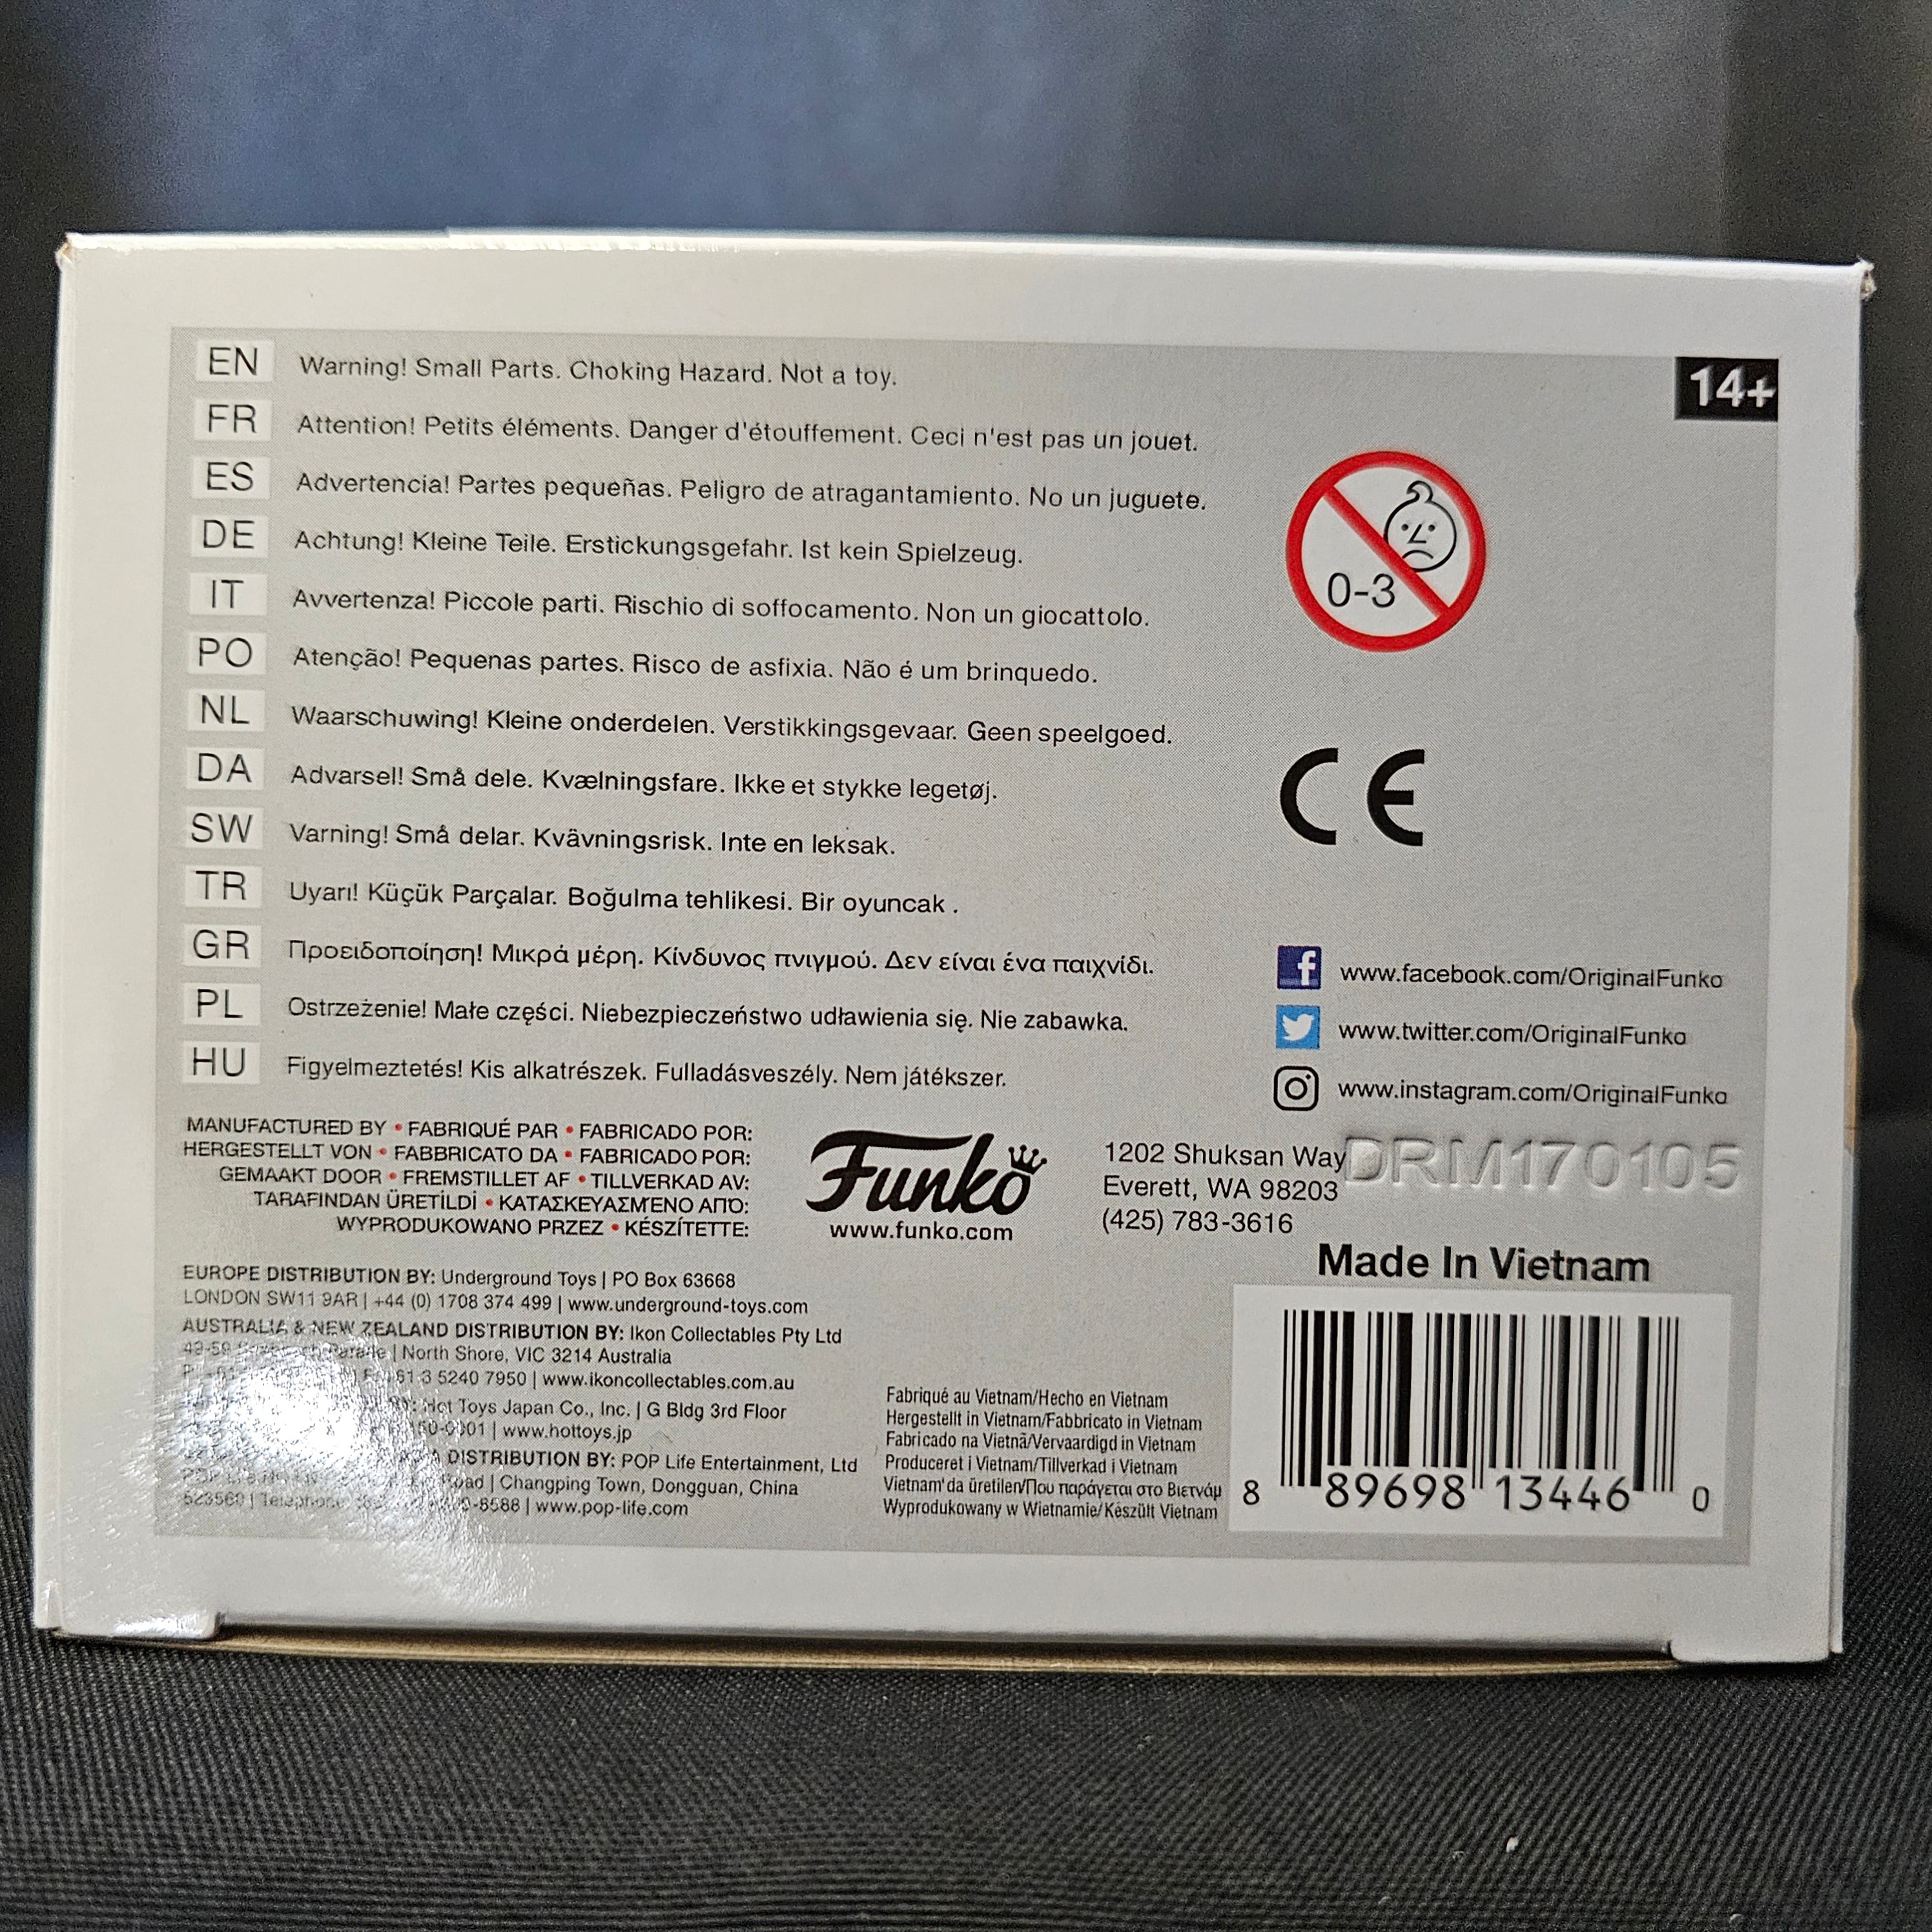 EN Warning! Small Parts. Choking Hazard. Not a toy.
FR Attention! Petits éléments. Danger d'étouffement. Ceci n'est pas un jouet.
ES Advertencia! Partes pequeñas. Peligro de atragantamiento. No un juguete.
DE Achtung! Kleine Teile. Erstickungsgefahr. Ist kein Spielzeug.
IT Avvertenza! Piccole parti. Rischio di soffocamento. Non un giocattolo.
PO Atenção! Pequenas partes. Risco de asfixia. Não é um brinquedo.
NL Waarschuwing! Kleine onderdelen. Verstikkingsgevaar. Geen speelgoed.
DA Advarsel! Små dele. Kvælningsfare. Ikke et stykke legetøj.
SW Varning! Små delar. Kvävningsrisk. Inte en leksak.
TR Uyarı! Küçük Parçalar. Boğulma tehlikesi. Bir oyuncak .
GR Προειδοποίηση! Μικρά μέρη. Κίνδυνος πνιγμού. Δεν είναι ένα παιχνίδι.
PL Ostrzeżenie! Małe części. Niebezpieczeństwo udławienia się. Nie zabawka.
HU Figyelmeztetés! Kis alkatrészek. Fulladásveszély. Nem játékszer.
14+
0-3
CE
www.facebook.com/OriginalFunko
www.twitter.com/OriginalFunko
www.instagram.com/OriginalFunko
MANUFACTURED BY • FABRIQUÉ PAR • FABRICADO POR:
HERGESTELLT VON • FABBRICATO DA • FABRICADO POR:
GEMAAKT DOOR • FREMSTILLET AF • TILLVERKAD AV:
TARAFINDAN ÜRETİLDİ • ΚΑΤΑΣΚΕΥΑΣΜΈΝΟ ΑΠΌ:
WYPRODUKOWANO PRZEZ • KÉSZÍTETTE:
Funko
www.funko.com
1202 Shuksan Way
Everett, WA 98203
(425) 783-3616
DRM170105
Made In Vietnam
EUROPE DISTRIBUTION BY: Underground Toys | PO Box 63668
LONDON SW11 9AR | +44 (0) 1708 374 499 | www.underground-toys.com
AUSTRALIA & NEW ZEALAND DISTRIBUTION BY: Ikon Collectables Pty Ltd
Parade | North Shore, VIC 3214 Australia
61 3 5240 7950 | www.ikoncollectables.com.au
Hot Toys Japan Co., Inc. | G Bldg 3rd Floor
| www.hottoys.jp
DISTRIBUTION BY: POP Life Entertainment, Ltd
Road | Changping Town, Dongguan, China
523560 | Telephone -8588 | www.pop-life.com
Fabriqué au Vietnam/Hecho en Vietnam
Hergestellt in Vietnam/Fabbricato in Vietnam
Fabricado na Vietnã/Vervaardigd in Vietnam
Produceret i Vietnam/Tillverkad i Vietnam
Vietnam'da üretilen/Που παράγεται στο Βιετνάμ
Wyprodukowany w Wietnamie/Készült Vietnam
8 89698 13446 0